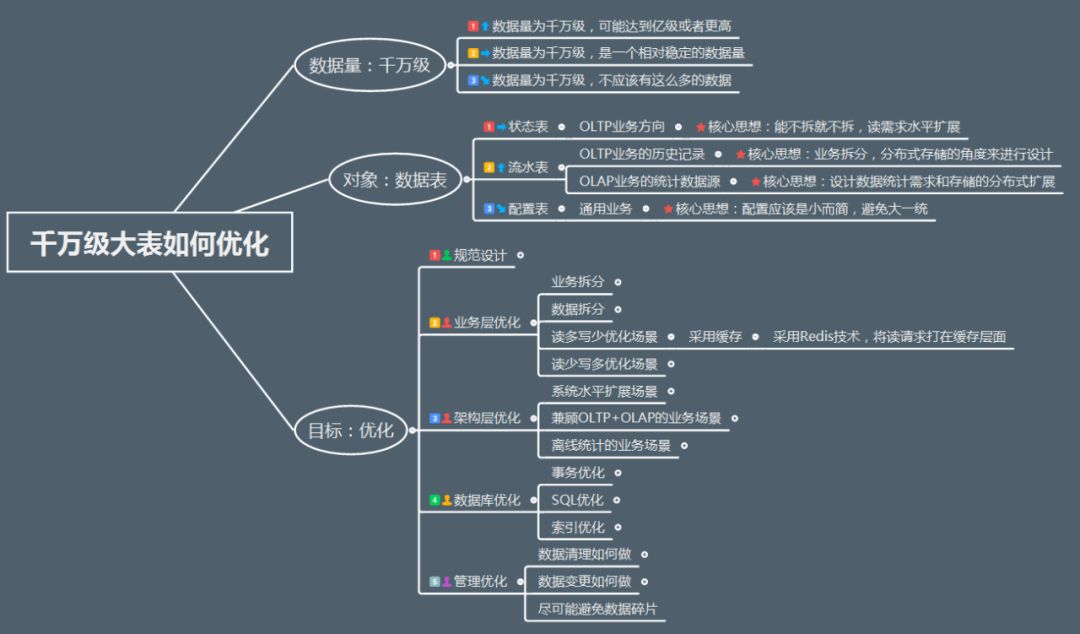 千万级大表如何优化
数据量：千万级
1 数据量为千万级，可能达到亿级或者更高
2 数据量为千万级，是一个相对稳定的数据量
3 数据量为千万级，不应该有这么多的数据
对象：数据表
1 状态表 OLTP业务方向 核心思想：能不拆就不拆，读需求水平扩展
2 流水表
OLTP业务的历史记录 核心思想：业务拆分，分布式存储的角度来进行设计
OLAP业务的统计数据源 核心思想：设计数据统计需求和存储的分布式扩展
3 配置表 通用业务 核心思想：配置应该是小而简，避免大一统
目标：优化
1 规范设计
2 业务层优化
业务拆分
数据拆分
读多写少优化场景 采用缓存 采用Redis技术，将读请求打在缓存层面
读少写多优化场景
3 架构层优化
系统水平扩展场景
兼顾OLTP+OLAP的业务场景
离线统计的业务场景
4 数据库优化
事务优化
SQL优化
索引优化
5 管理优化
数据清理如何做
数据变更如何做
尽可能避免数据碎片